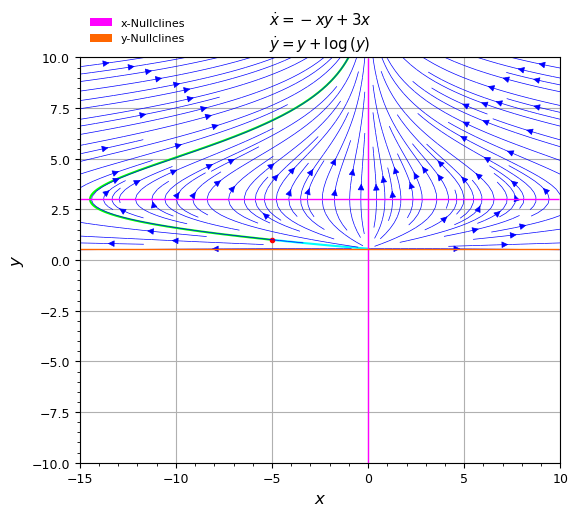 x-Nullclines
y-Nullclines
ẋ = −xy + 3x
ẏ = y + log (y)
10.0
7.5
5.0
2.5
0.0
−2.5
−5.0
−7.5
−10.0
y
−15
−10
−5
0
5
10
x